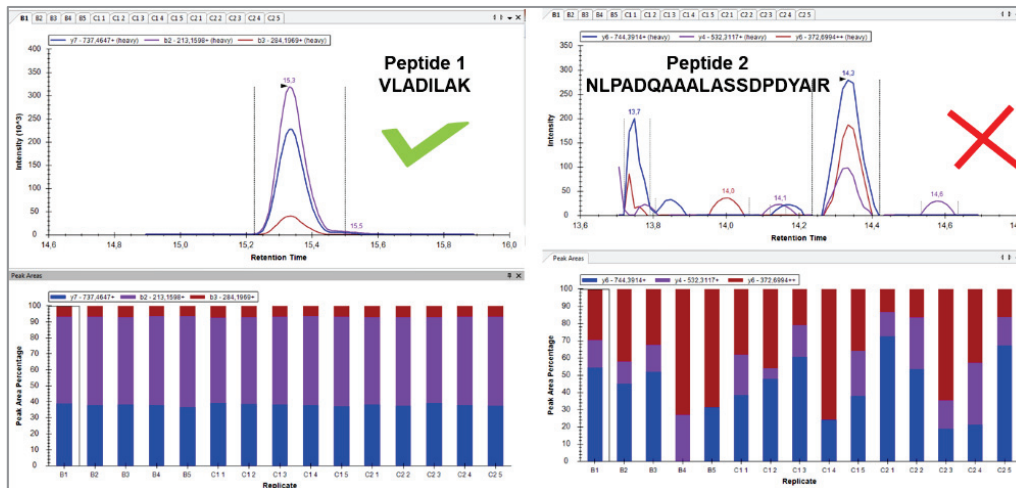 B1 B2 B3 B4 B5 C1 1 C1 2 C1 3 C1 4 C1 5 C2 1 C2 2 C2 3 C2 4 C2 5
y7 - 737,4647+ (heavy) b2 - 213,1598+ (heavy) b3 - 284,1969+ (heavy)
Peptide 1
VLADILAK
400
350
300
250
200
150
100
50
0
Intensity (10^3)
15,3
15,5
14,6 14,8 15,0 15,2 15,4 15,6 15,8 16,0
Retention Time
Peak Areas
y7 - 737,4647+ b2 - 213,1598+ b3 - 284,1969+
100
90
80
70
60
50
40
30
20
10
0
Peak Area Percentage
B1 B2 B3 B4 B5 C1 1 C1 2 C1 3 C1 4 C1 5 C2 1 C2 2 C2 3 C2 4 C2 5
Replicate
B1 B2 B3 B4 B5 C1 1 C1 2 C1 3 C1 4 C1 5 C2 1 C2 2 C2 3 C2 4 C2 5
y6 - 744,3914+ (heavy) y4 - 532,3117+ (heavy) y6 - 372,6994++ (heavy)
Peptide 2
NLPADQAAALASSDPDYAIR
350
300
250
200
150
100
50
0
Intensity
13,7
14,0
14,1
14,3
14,6
13,6 13,8 14,0 14,2 14,4 14,6
Retention Time
Peak Areas
y6 - 744,3914+ y4 - 532,3117+ y6 - 372,6994++
100
90
80
70
60
50
40
30
20
10
0
Peak Area Percentage
B1 B2 B3 B4 B5 C1 1 C1 2 C1 3 C1 4 C1 5 C2 1 C2 2 C2 3 C2 4 C2 5
Replicate